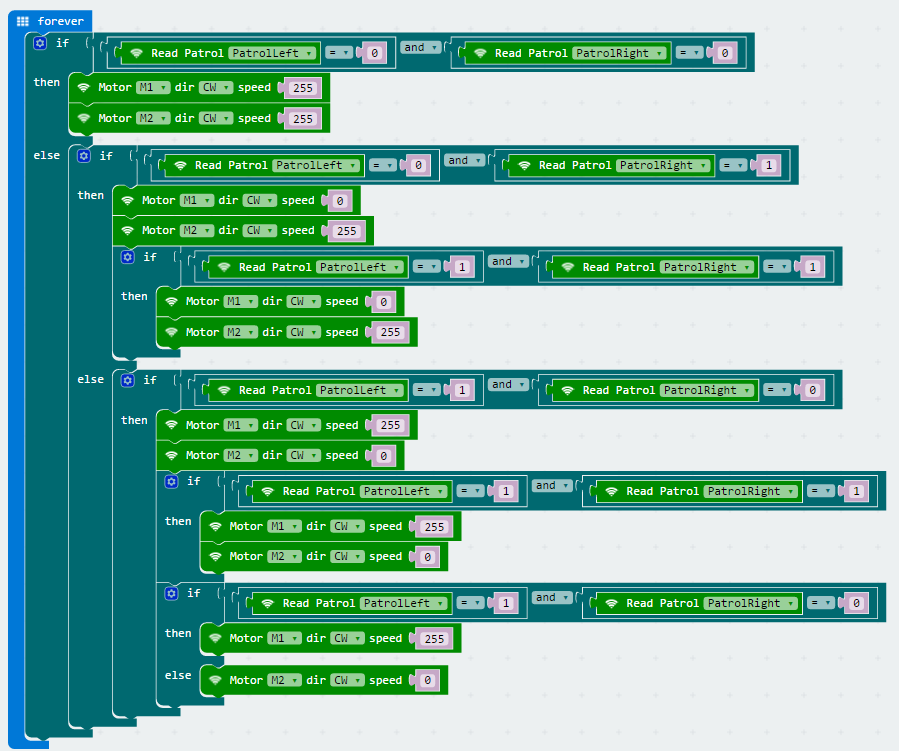 forever
if Read Patrol PatrolLeft = 0 and Read Patrol PatrolRight = 0
then Motor M1 dir CW speed 255
Motor M2 dir CW speed 255
else if Read Patrol PatrolLeft = 0 and Read Patrol PatrolRight = 1
then Motor M1 dir CW speed 0
Motor M2 dir CW speed 255
if Read Patrol PatrolLeft = 1 and Read Patrol PatrolRight = 1
then Motor M1 dir CW speed 0
Motor M2 dir CW speed 255
else if Read Patrol PatrolLeft = 1 and Read Patrol PatrolRight = 0
then Motor M1 dir CW speed 255
Motor M2 dir CW speed 0
if Read Patrol PatrolLeft = 1 and Read Patrol PatrolRight = 1
then Motor M1 dir CW speed 255
Motor M2 dir CW speed 0
if Read Patrol PatrolLeft = 1 and Read Patrol PatrolRight = 0
then Motor M1 dir CW speed 255
else Motor M2 dir CW speed 0